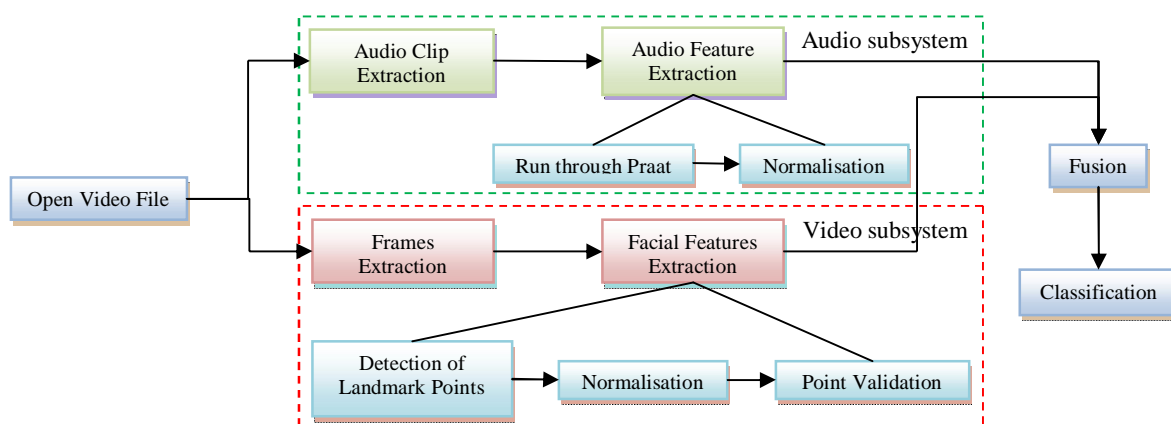 Audio subsystem
Audio Clip
Extraction
Audio Feature
Extraction
Run through Praat
Normalisation
Open Video File
Fusion
Video subsystem
Frames
Extraction
Facial Features
Extraction
Classification
Detection of
Landmark Points
Normalisation
Point Validation